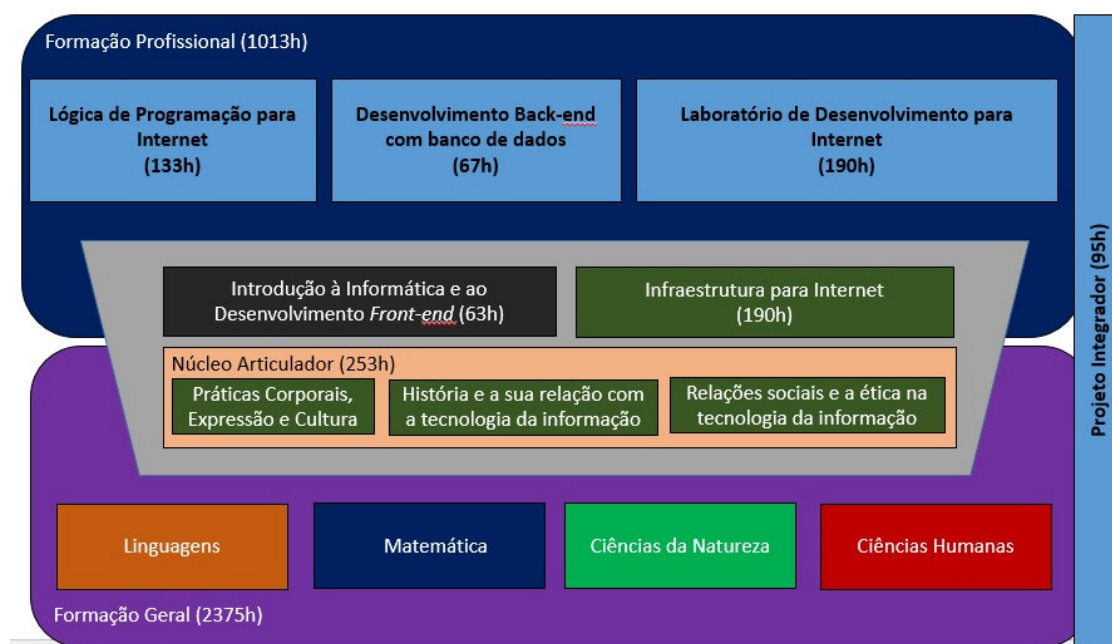 Formação Profissional (1013h)
Lógica de Programação para
Internet
(133h)
Desenvolvimento Back-end
com banco de dados
(67h)
Laboratório de Desenvolvimento para
Internet
(190h)
Introdução à Informática e ao
Desenvolvimento Front-end (63h)
Infraestrutura para Internet
(190h)
Núcleo Articulador (253h)
Práticas Corporais,
Expressão e Cultura
História e a sua relação com
a tecnologia da informação
Relações sociais e a ética na
tecnologia da informação
Linguagens
Matemática
Ciências da Natureza
Ciências Humanas
Formação Geral (2375h)
Projeto Integrador (95h)